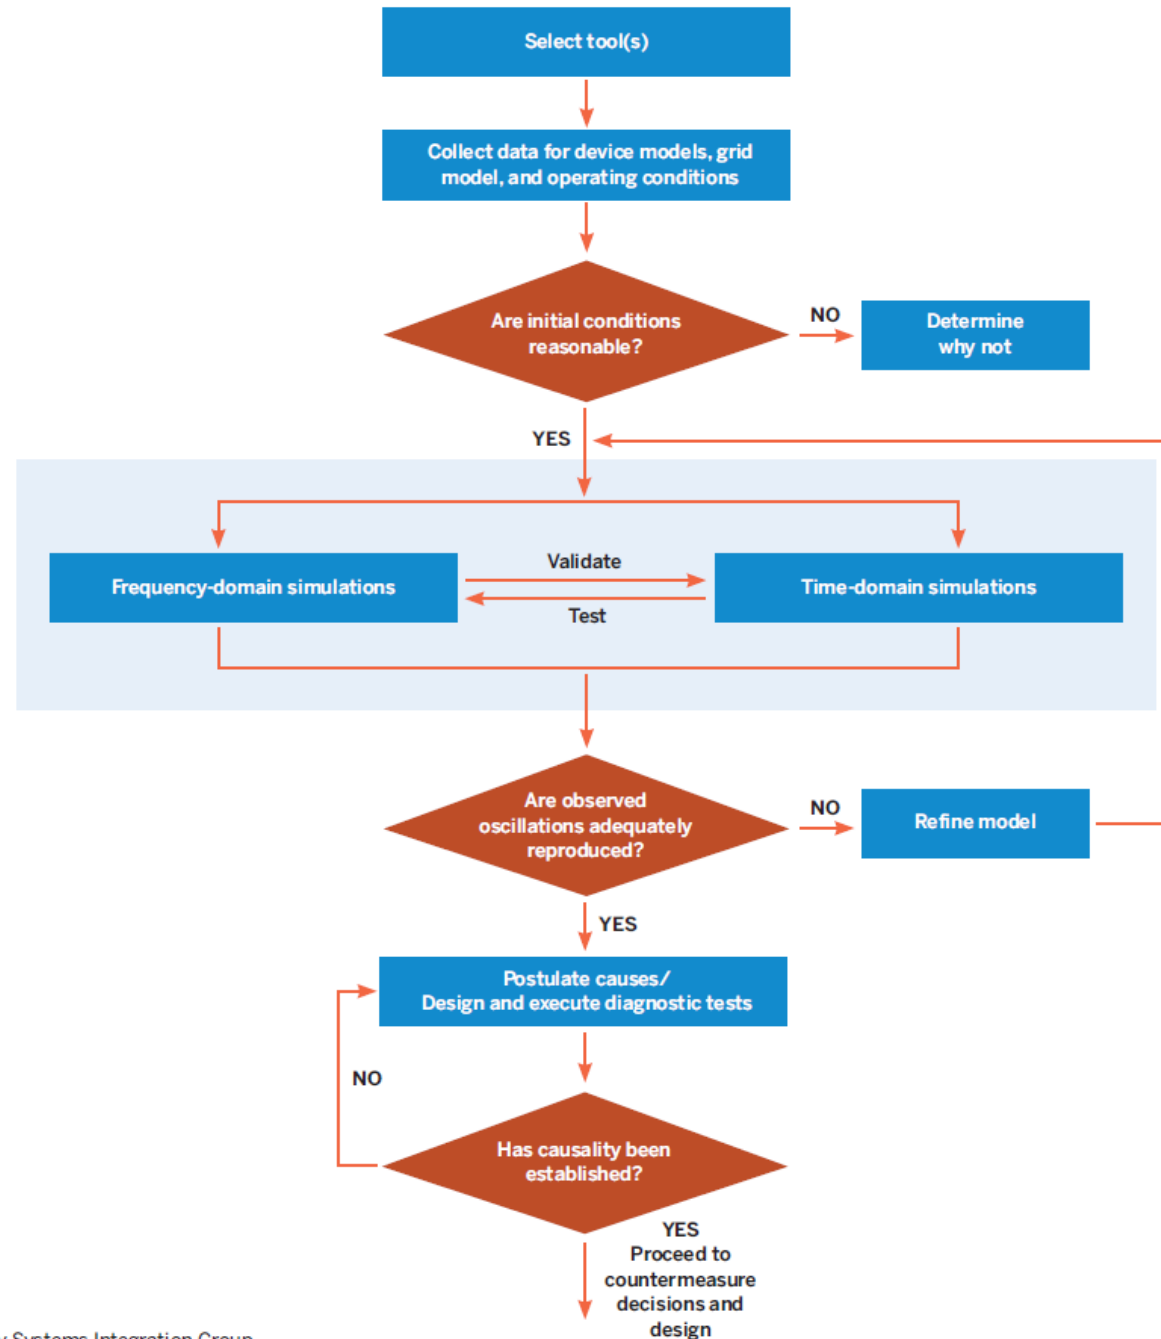 Select tool(s)
Collect data for device models, grid
model, and operating conditions
Are initial conditions
reasonable?
NO
Determine
why not
YES
Frequency-domain simulations
Validate
Test
Time-domain simulations
Are observed
oscillations adequately
reproduced?
NO
Refine model
YES
Postulate causes/
Design and execute diagnostic tests
NO
Has causality been
established?
YES
Proceed to
countermeasure
decisions and
design
Systems Integration Group